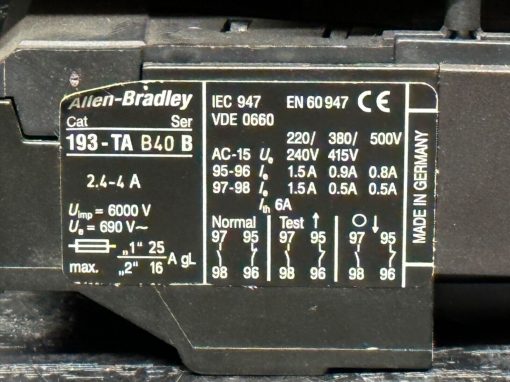 Allen-Bradley
Cat Ser
193-TA B40 B
2.4-4 A
Uimp = 6000 V
Ue = 690 V~
max. „1" 25 A gL
„2" 16
IEC 947 EN 60 947 CE
VDE 0660
220/ 380/ 500V
AC-15 Ue 240V 415V
95-96 Ie 1.5A 0.9A 0.8A
97-98 Ie 1.5A 0.5A 0.5A
Ith 6A
Normal Test ↑ O ↓
97 95 97 95 97 95
98 96 98 96 98 96
MADE IN GERMANY